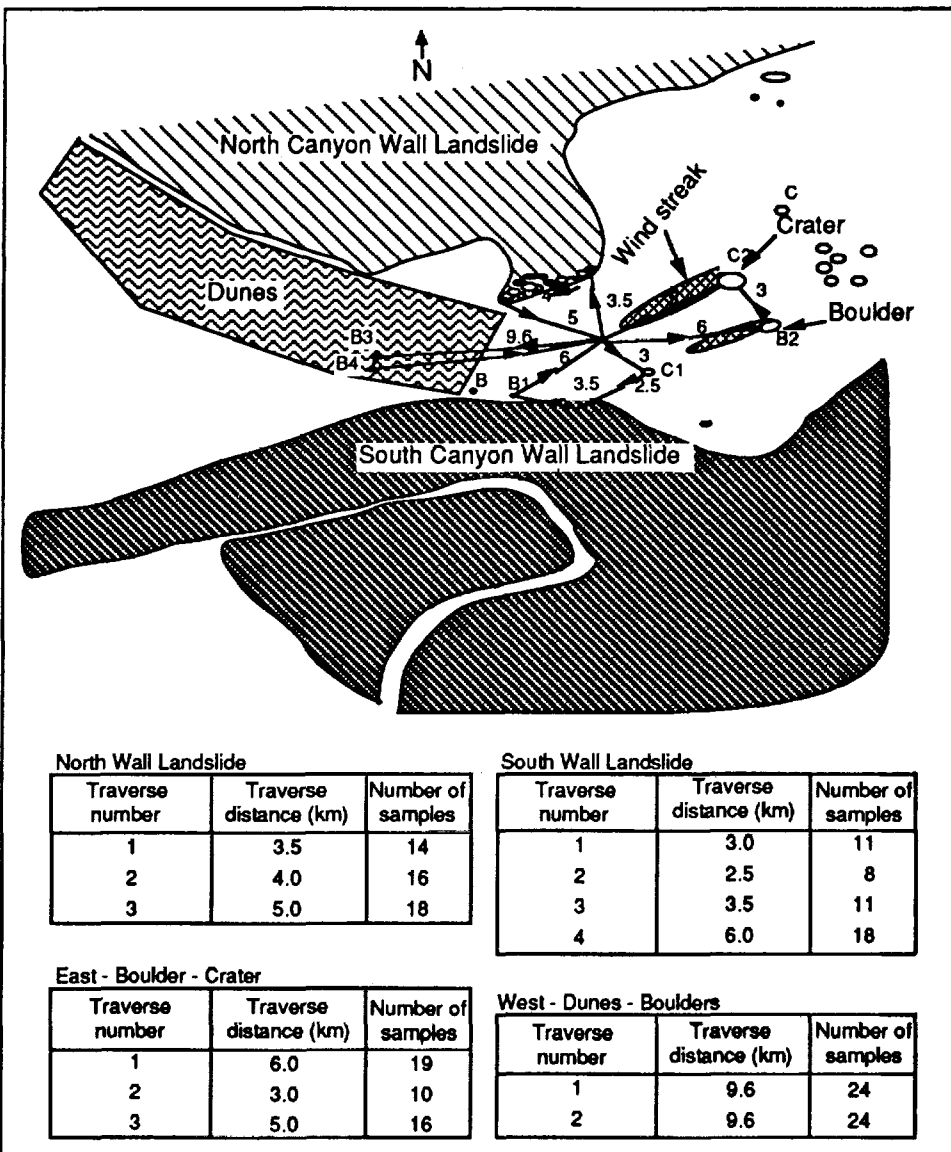 N
North Canyon Wall Landslide
Wind streak
C
Crater
C2
Dunes
4
3.5
3
5
Boulder
B3
9.6
6
B2
B4
6
3
C1
B
B1
3.5
2.5
South Canyon Wall Landslide
North Wall Landslide
Traverse number
Traverse distance (km)
Number of samples
1 3.5 14
2 4.0 16
3 5.0 18
South Wall Landslide
Traverse number
Traverse distance (km)
Number of samples
1 3.0 11
2 2.5 8
3 3.5 11
4 6.0 18
East - Boulder - Crater
Traverse number
Traverse distance (km)
Number of samples
1 6.0 19
2 3.0 10
3 5.0 16
West - Dunes - Boulders
Traverse number
Traverse distance (km)
Number of samples
1 9.6 24
2 9.6 24